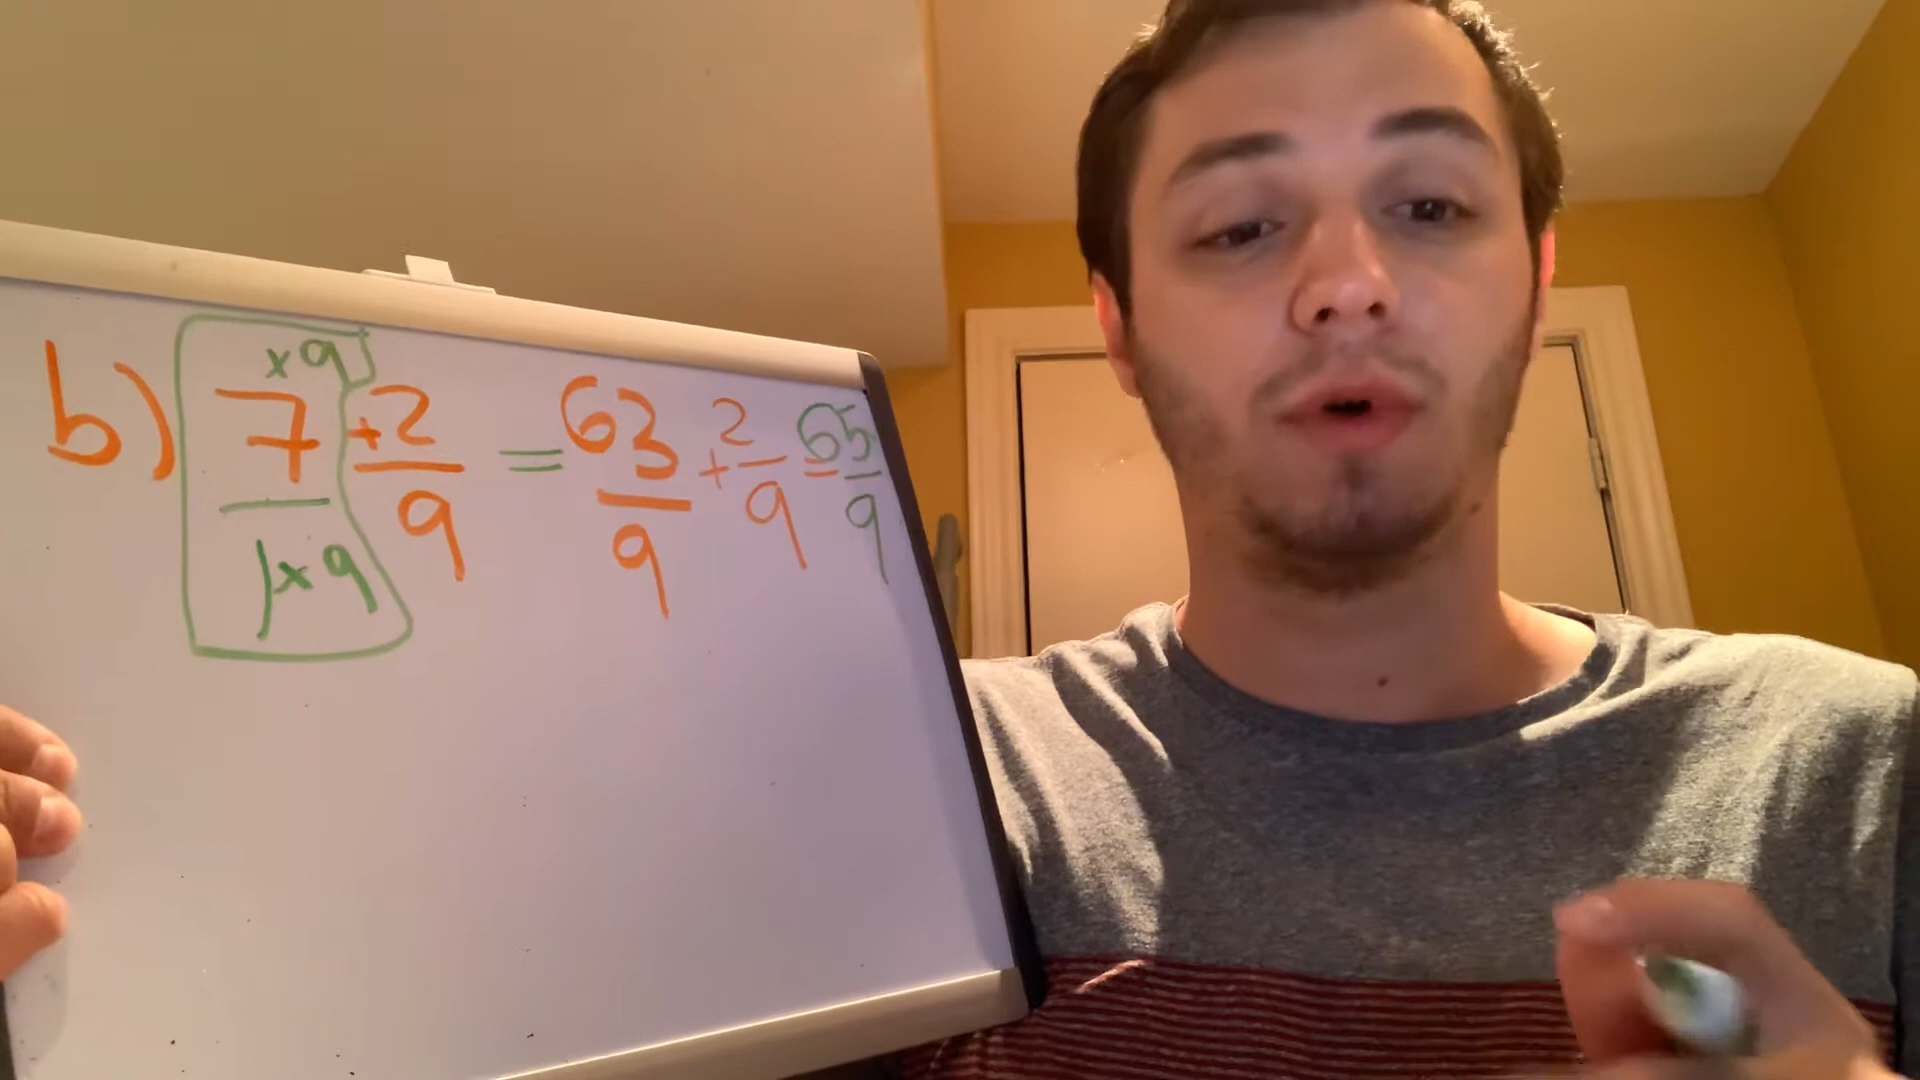 b) 7 x 9 / 1 x 9 + 2/9 = 63/9 + 2/9 = 65/9